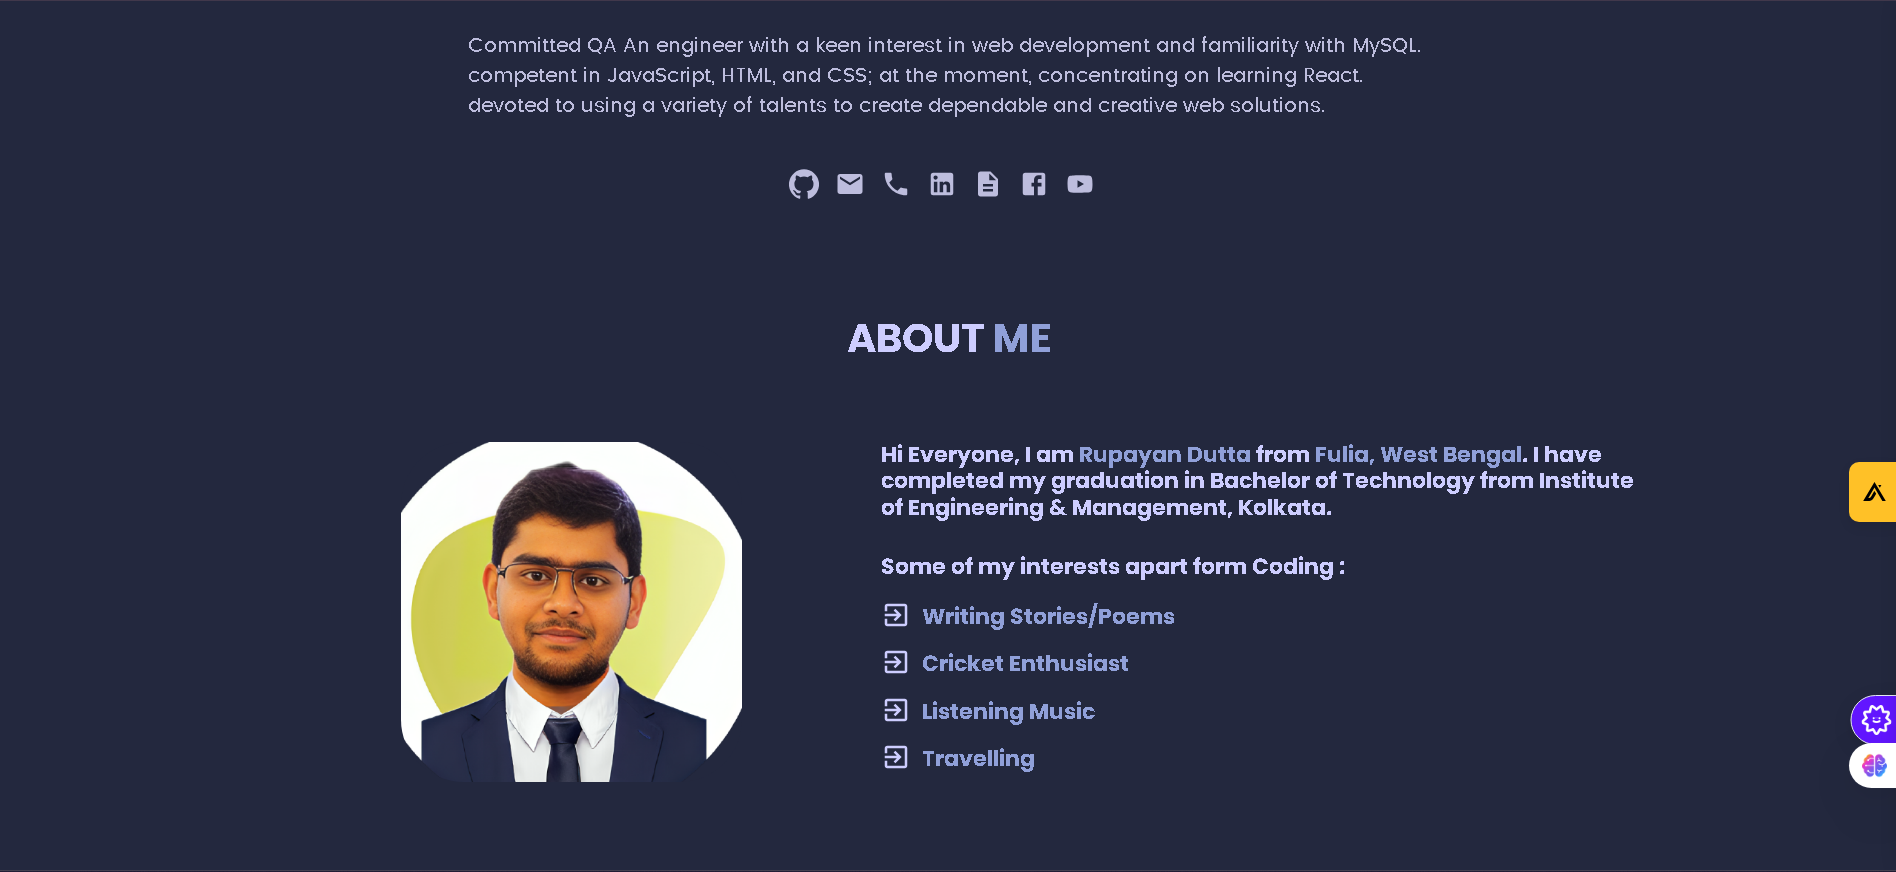 Committed QA An engineer with a keen interest in web development and familiarity with MySQL.
competent in JavaScript, HTML, and CSS; at the moment, concentrating on learning React.
devoted to using a variety of talents to create dependable and creative web solutions.
ABOUT ME
Hi Everyone, I am Rupayan Dutta from Fulia, West Bengal. I have
completed my graduation in Bachelor of Technology from Institute
of Engineering & Management, Kolkata.
Some of my interests apart form Coding :
Writing Stories/Poems
Cricket Enthusiast
Listening Music
Travelling